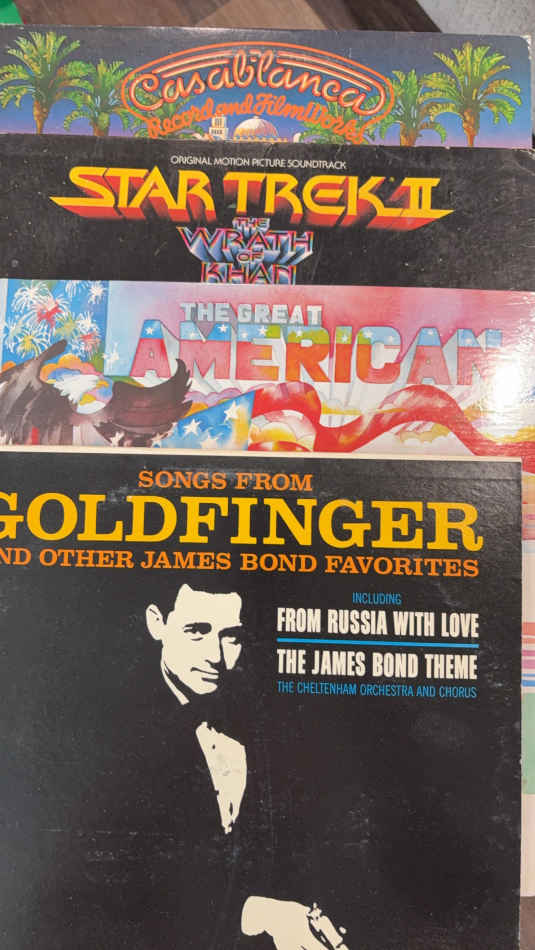 Casablanca
Record and FilmWorks
ORIGINAL MOTION PICTURE SOUNDTRACK
STAR TREK II
THE
WRATH
OF
KHAN
THE GREAT
AMERICAN
SONGS FROM
GOLDFINGER
ND OTHER JAMES BOND FAVORITES
INCLUDING
FROM RUSSIA WITH LOVE
THE JAMES BOND THEME
THE CHELTENHAM ORCHESTRA AND CHORUS